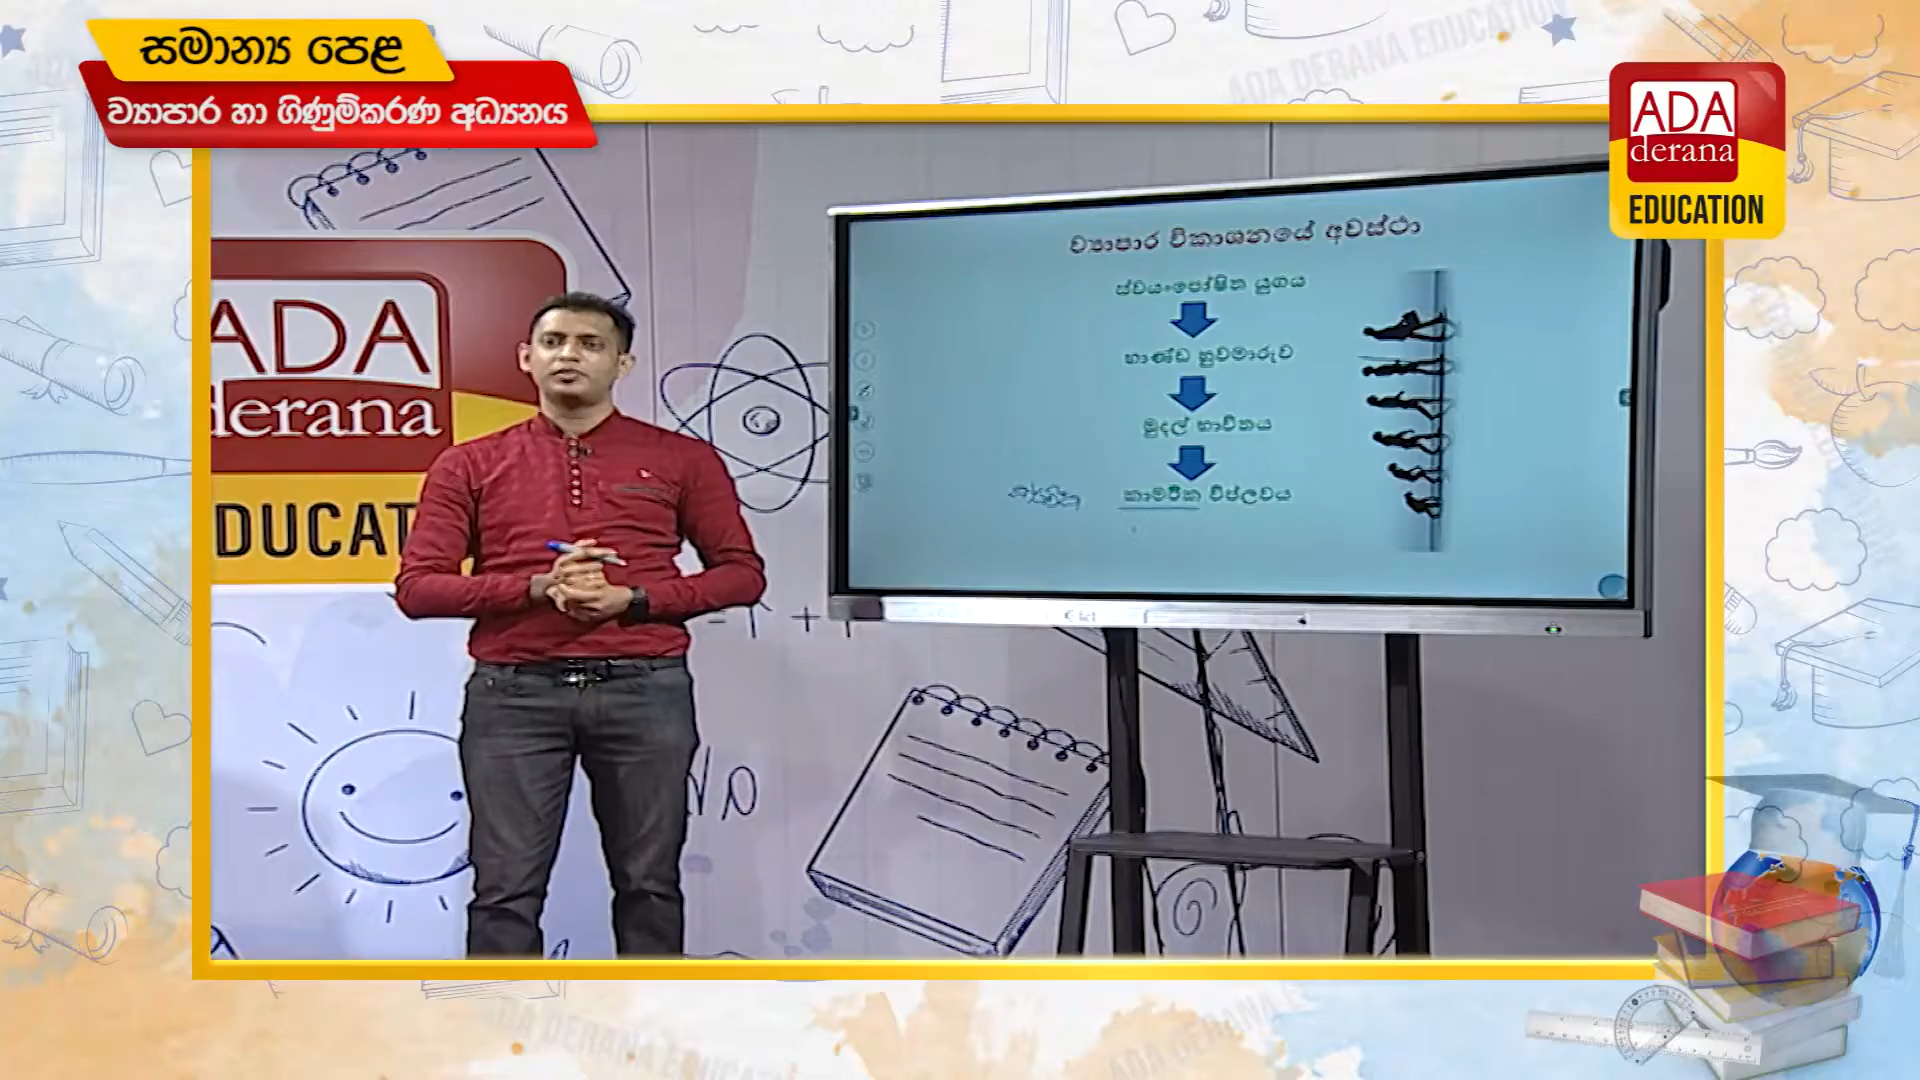 සමාන්‍ය පෙළ
ව්‍යාපාර හා ගිණුම්කරණ අධ්‍යනය
ADA
derana
EDUCATION
ADA
derana
EDUCAT
ව්‍යාපාර විකාශනයේ අවස්ථා
ස්වයංපෝෂිත යුගය
භාණ්ඩ හුවමාරුව
මුදල් භාවිතය
කාර්මික විප්ලවය